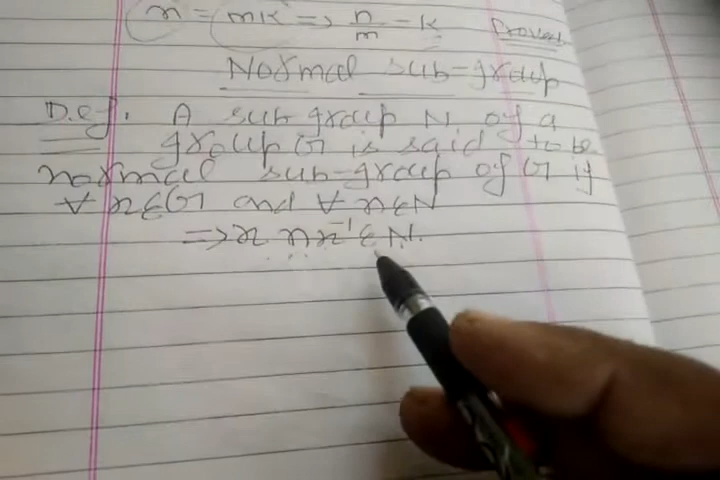 n = mk => n/m = k Proved
Normal sub-group
Def. A sub group N of a
group G is said to be
normal sub-group of G if
∀ x∈G and ∀ n∈N
=> x n x⁻¹ ∈ N.